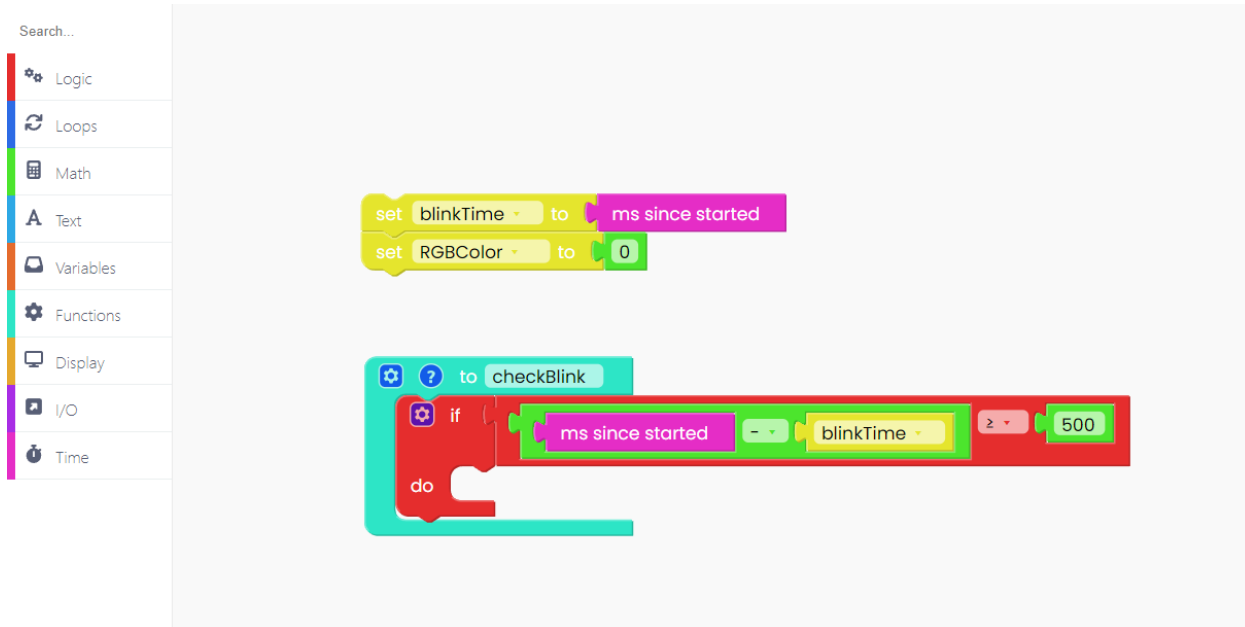 Search...
Logic
Loops
Math
Text
Variables
Functions
Display
I/O
Time
set blinkTime to ms since started
set RGBColor to 0
? to checkBlink
if ms since started - blinkTime ≥ 500
do